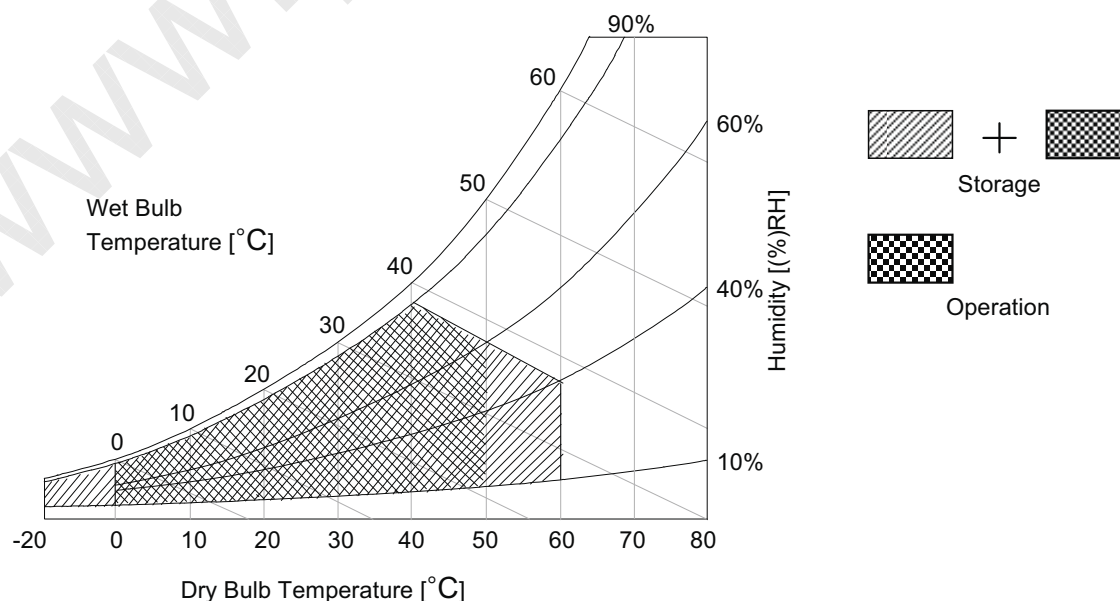 90%
60
60%
50
Wet Bulb
Temperature [°C]
Storage
40
40%
Humidity [(%)RH]
30
Operation
20
10
0
10%
-20 0 10 20 30 40 50 60 70 80
Dry Bulb Temperature [°C]